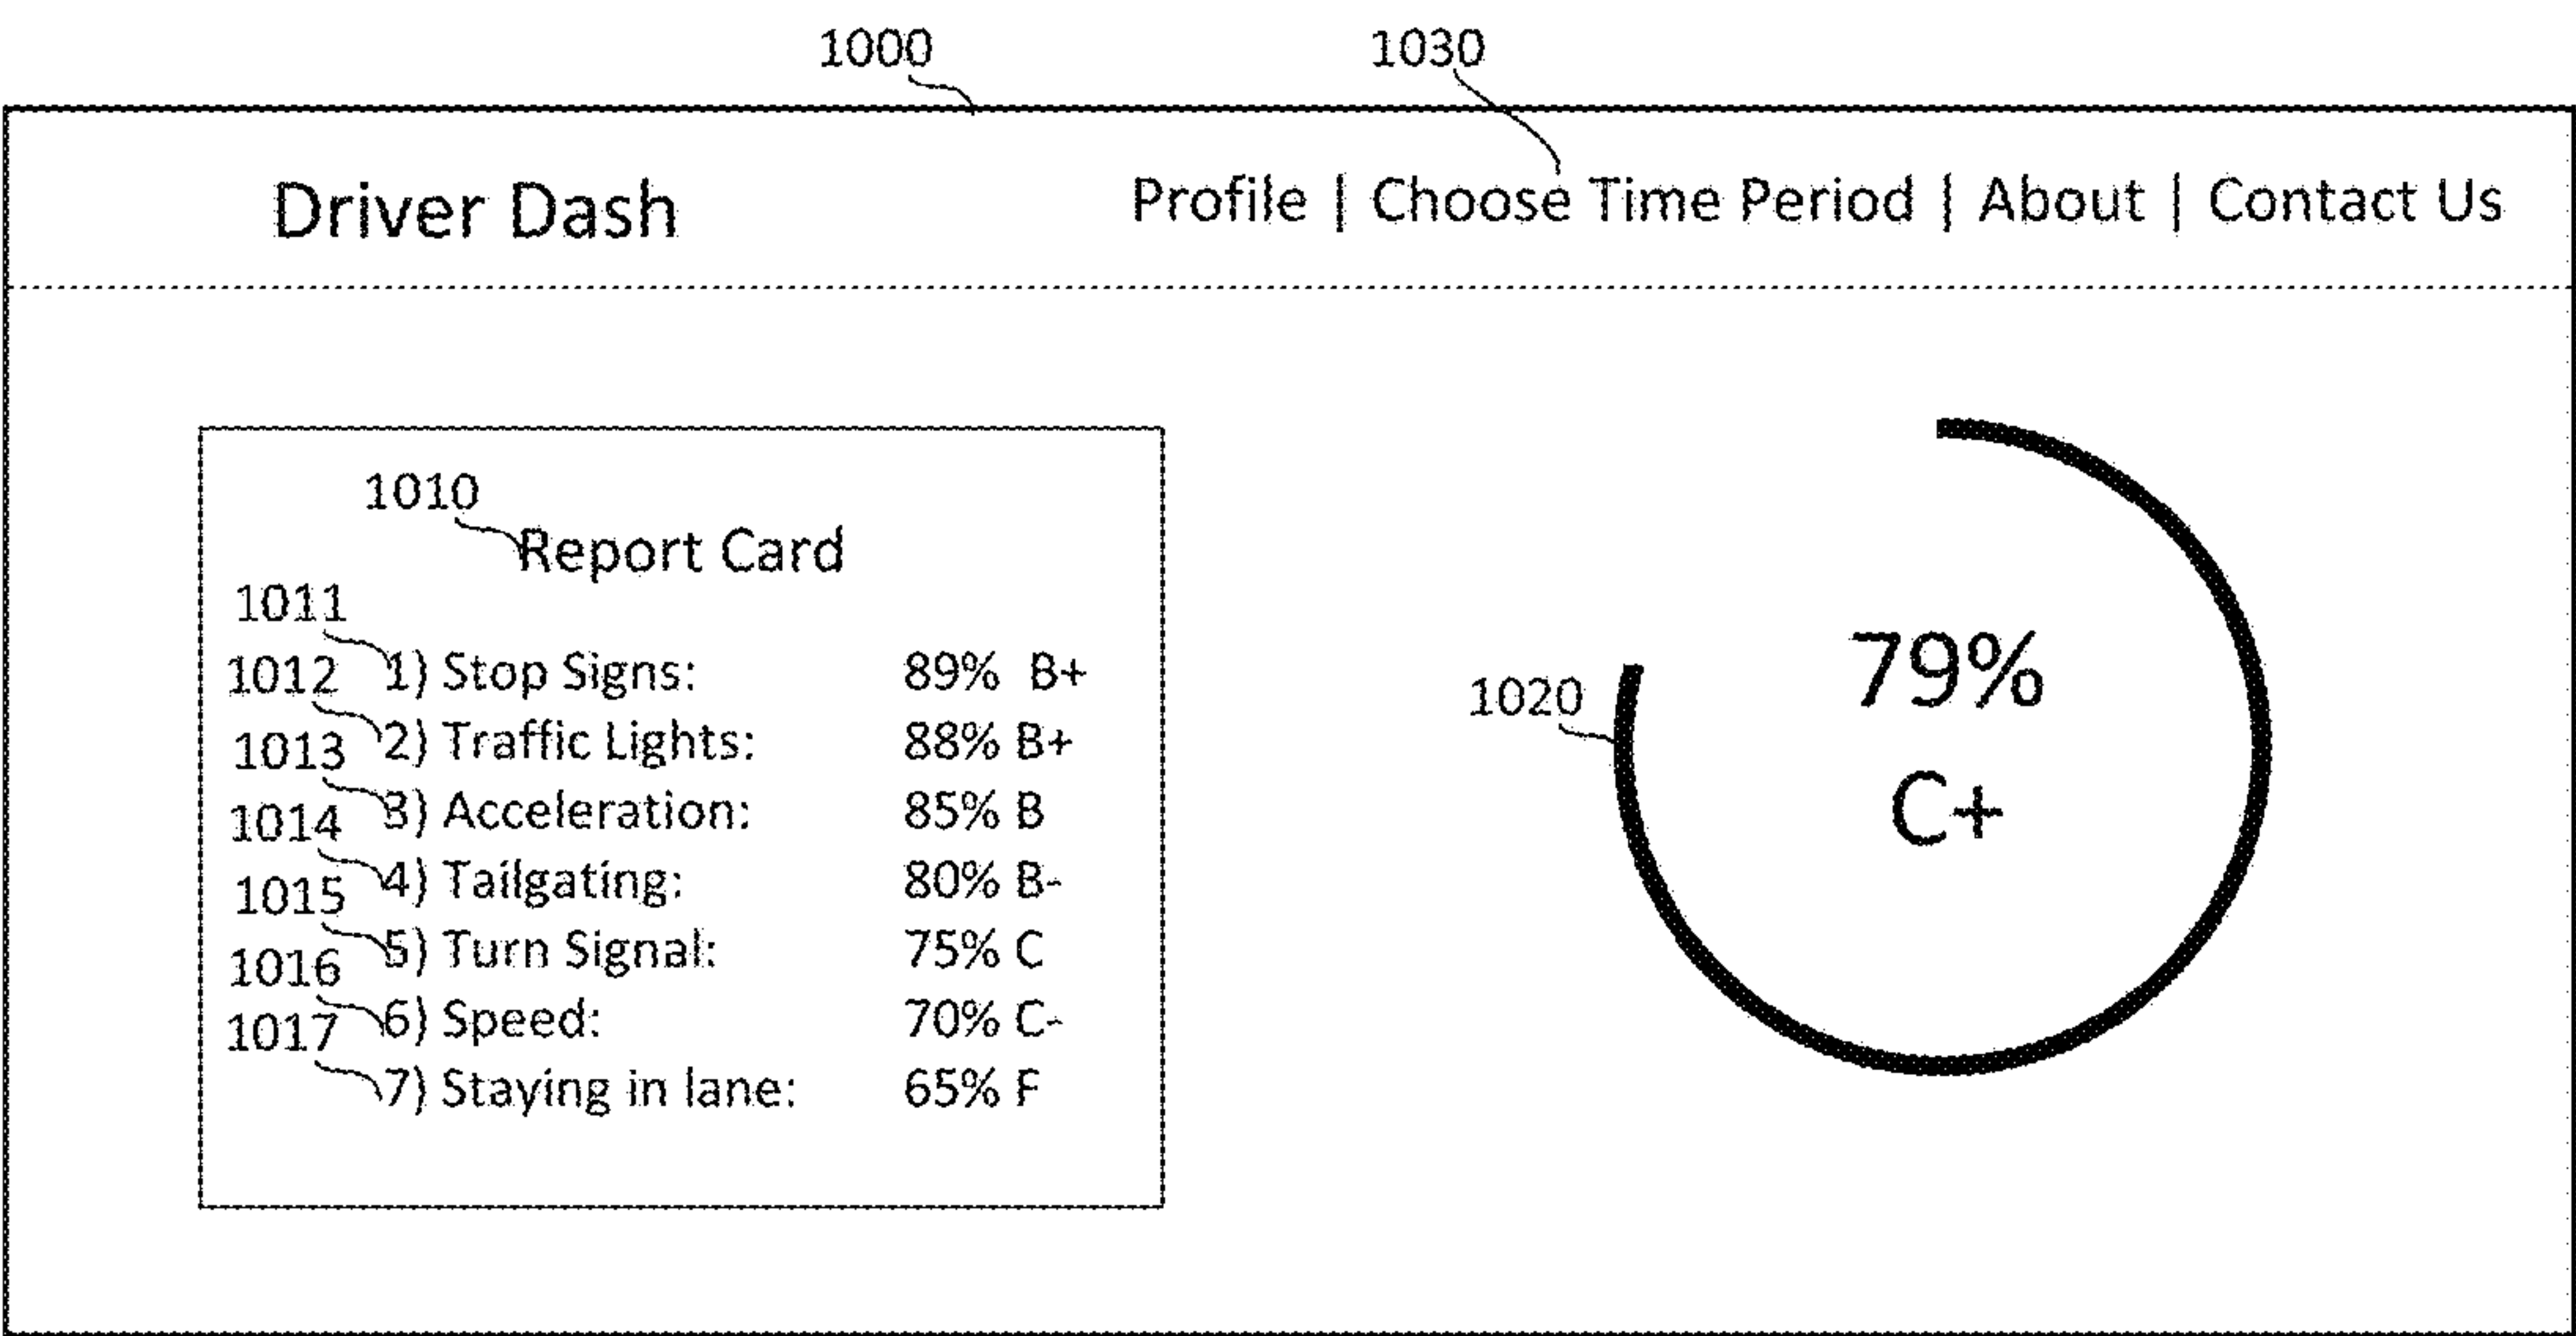 1000 1030
Driver Dash
Profile | Choose Time Period | About | Contact Us
1010
Report Card
1011
1) Stop Signs: 89% B+
1012
2) Traffic Lights: 88% B+
1013
3) Acceleration: 85% B
1014
4) Tailgating: 80% B-
1015
5) Turn Signal: 75% C
1016
6) Speed: 70% C-
1017
7) Staying in lane: 65% F
1020
79%
C+